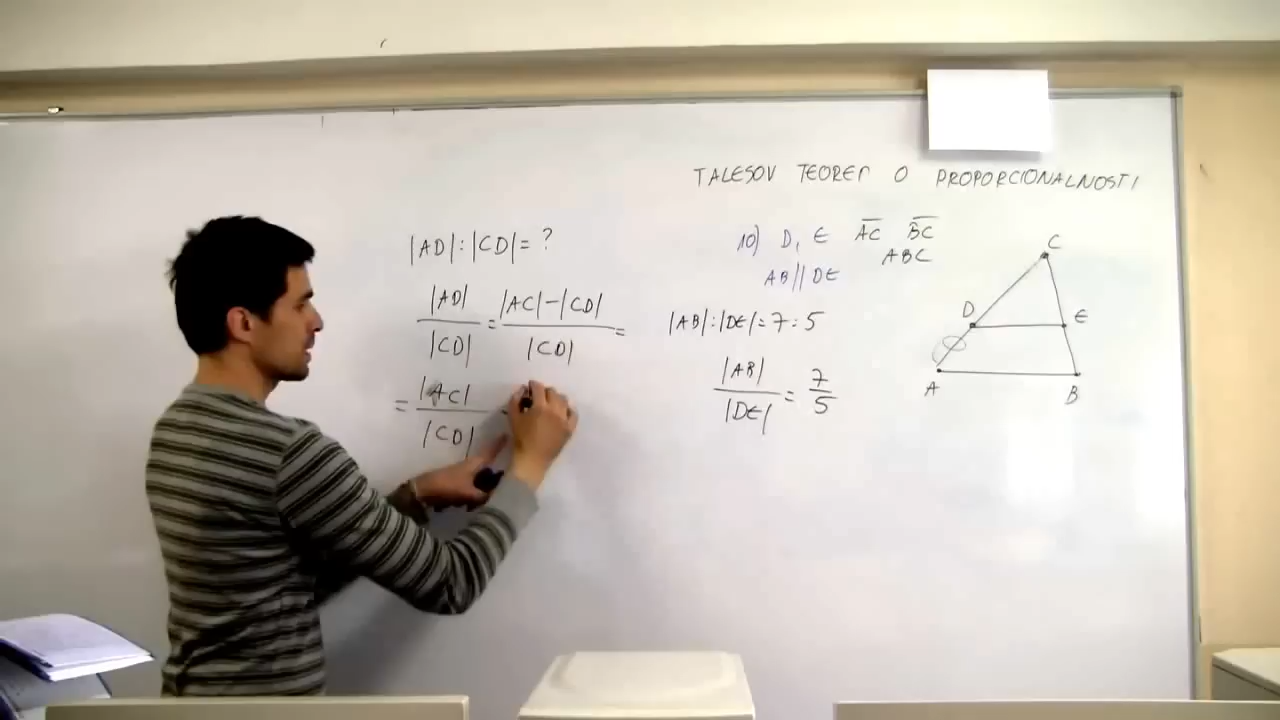 TALESOV TEOREM O PROPORCIONALNOSTI
10) D, E AC BC
ABC
AB||DE
|AB|:|DE|=7:5
|AB| / |DE| = 7/5
|AD|:|CD|=?
|AD| / |CD| = |AC|-|CD| / |CD| =
= |AC| / |CD|
C
D E
A B